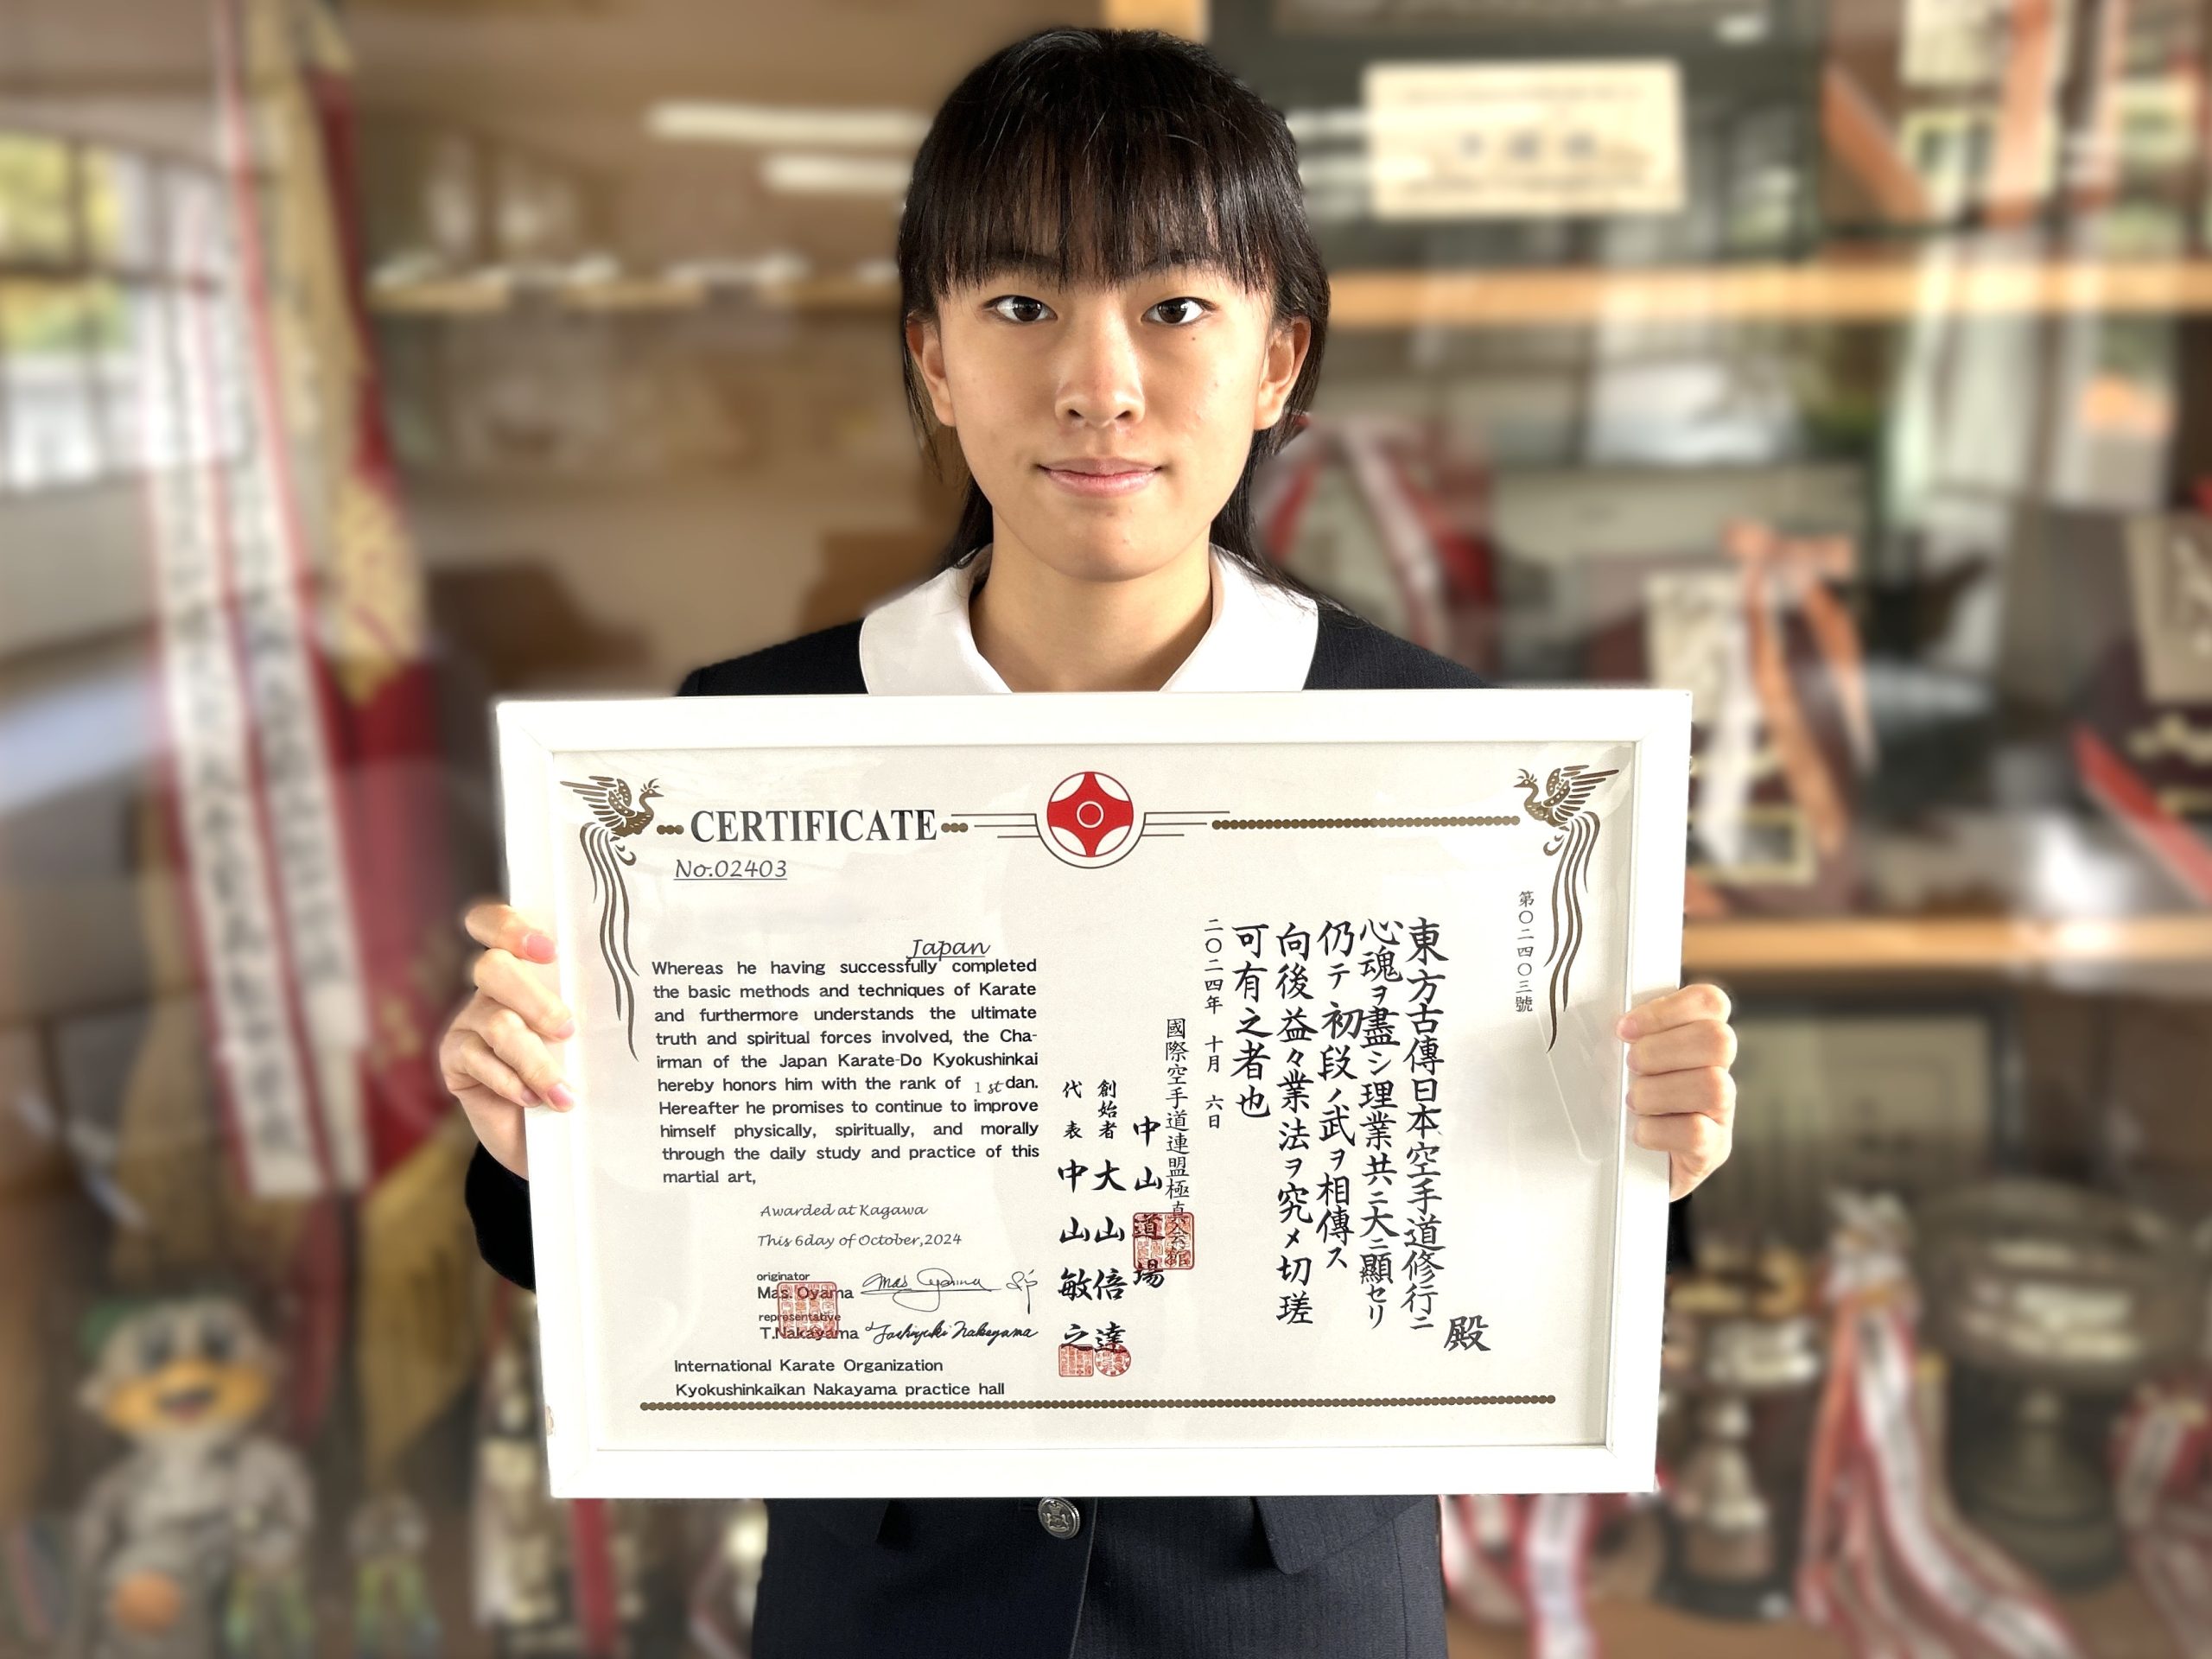 CERTIFICATE
No.02403
Japan
Whereas he having successfully completed
the basic methods and techniques of Karate
and furthermore understands the ultimate
truth and spiritual forces involved, the Cha-
irman of the Japan Karate-Do Kyokushinkai
hereby honors him with the rank of 1st dan.
Hereafter he promises to continue to improve
himself physically, spiritually, and morally
through the daily study and practice of this
martial art,
Awarded at Kagawa
This 6day of October,2024
originator
Mas. Oyama Mas Oyama
representative
T.Nakayama Toshiyuki Nakayama
International Karate Organization
Kyokushinkaikan Nakayama practice hall
第〇二四〇三號
殿
東方古傳日本空手道修行ニ
心魂ヲ盡シ理業共ニ大ニ顯セリ
仍テ初段ノ武ヲ相傳ス
向後益々業法ヲ究メ切瑳
可有之者也
二〇二四年 十月 六日
國際空手道連盟極真会館
中山道場
創始者 大山倍達
代表 中山敏之